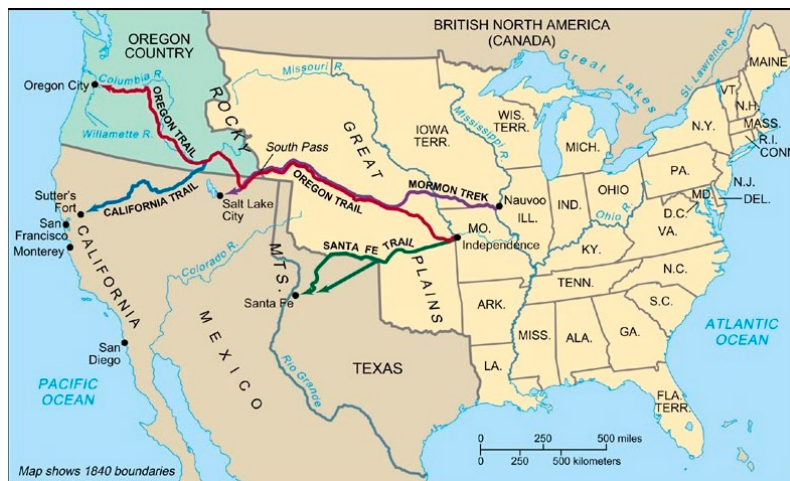 BRITISH NORTH AMERICA
(CANADA)
OREGON
COUNTRY
Great Lakes
St. Lawrence R.
MAINE
Oregon City
Columbia R.
Missouri R.
VT.
N.H.
ROCKY
OREGON TRAIL
GREAT
Mississippi R.
WIS.
TERR.
N.Y.
MASS.
R.I.
CONN
Willamette R.
IOWA
TERR.
MICH.
South Pass
PA.
N.J.
MORMON TREK
Nauvoo
OHIO
MD.
DEL.
Sutter's
Fort
CALIFORNIA TRAIL
Salt Lake
City
OREGON TRAIL
ILL.
IND.
Ohio R.
D.C.
VA.
San
Francisco
Monterey
SANTA FE TRAIL
MO.
Independence
KY.
CALIFORNIA
Colorado R.
MTS.
PLAINS
N.C.
TENN.
Santa Fe
ARK.
S.C.
MEXICO
MISS.
ALA.
GA.
ATLANTIC
OCEAN
San
Diego
TEXAS
LA.
PACIFIC
OCEAN
Rio Grande
FLA.
TERR.
0 250 500 miles
0 250 500 kilometers
Map shows 1840 boundaries